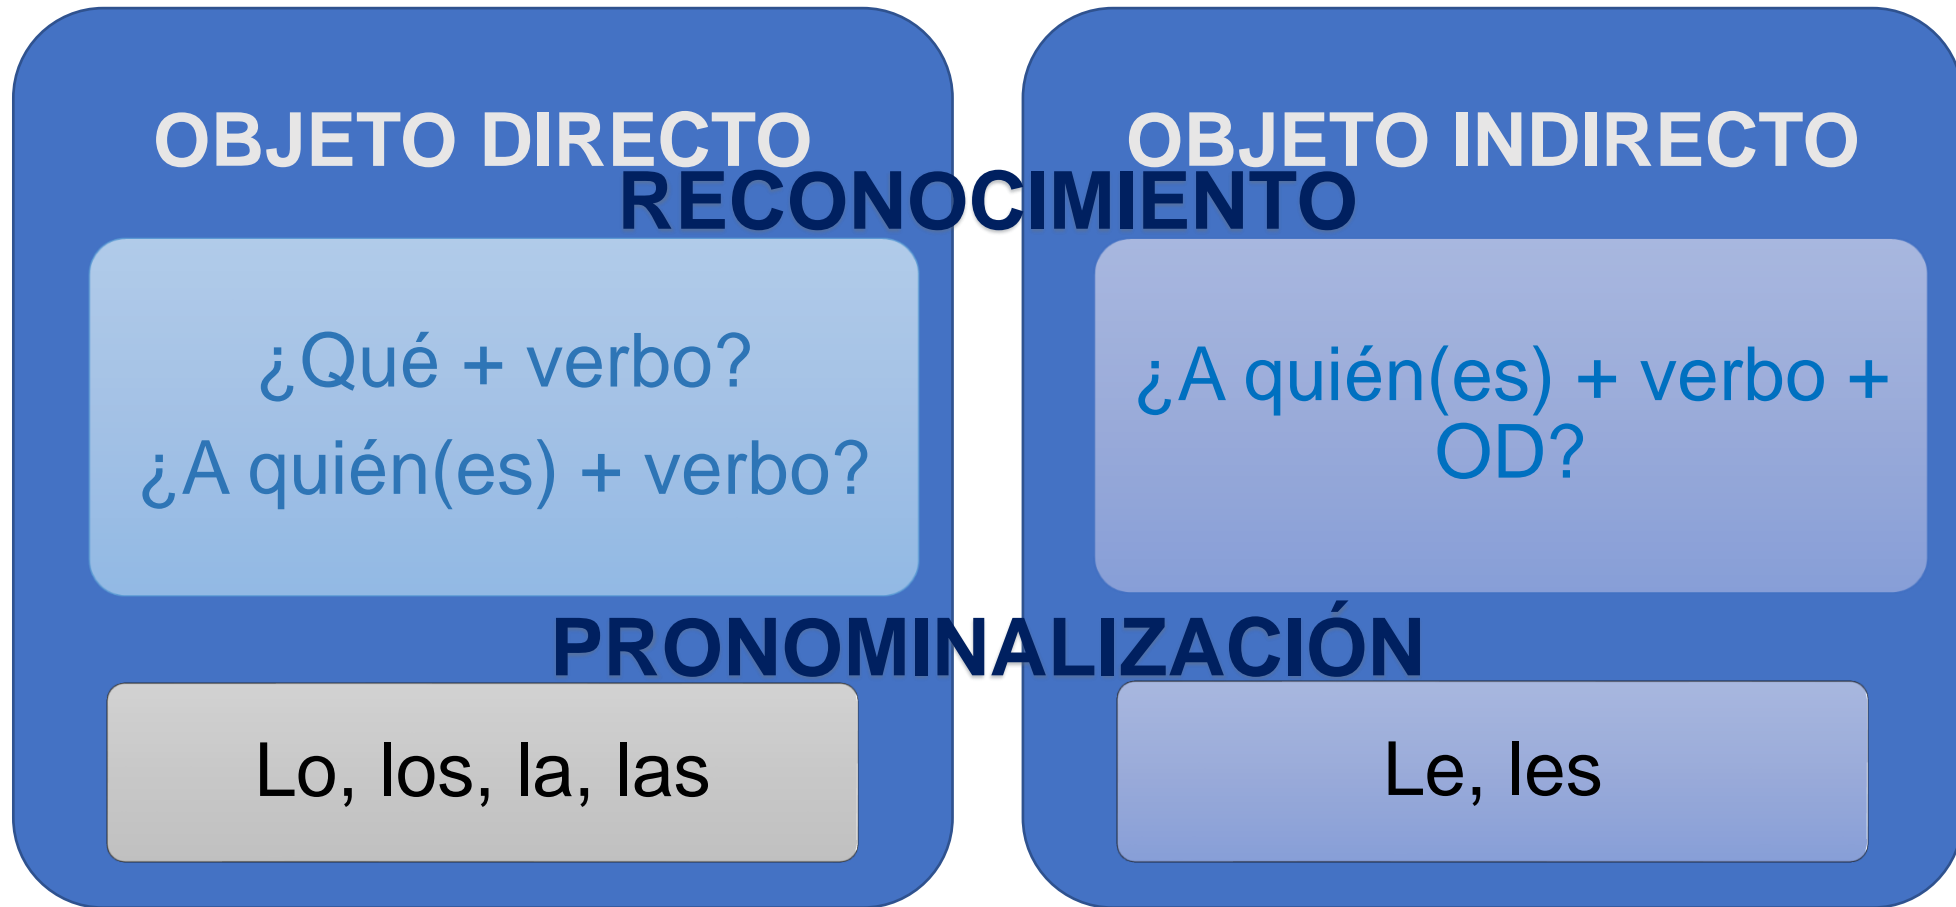 OBJETO DIRECTO
OBJETO INDIRECTO
RECONOCIMIENTO
¿Qué + verbo?
¿A quién(es) + verbo?
¿A quién(es) + verbo +
OD?
PRONOMINALIZACIÓN
Lo, los, la, las
Le, les